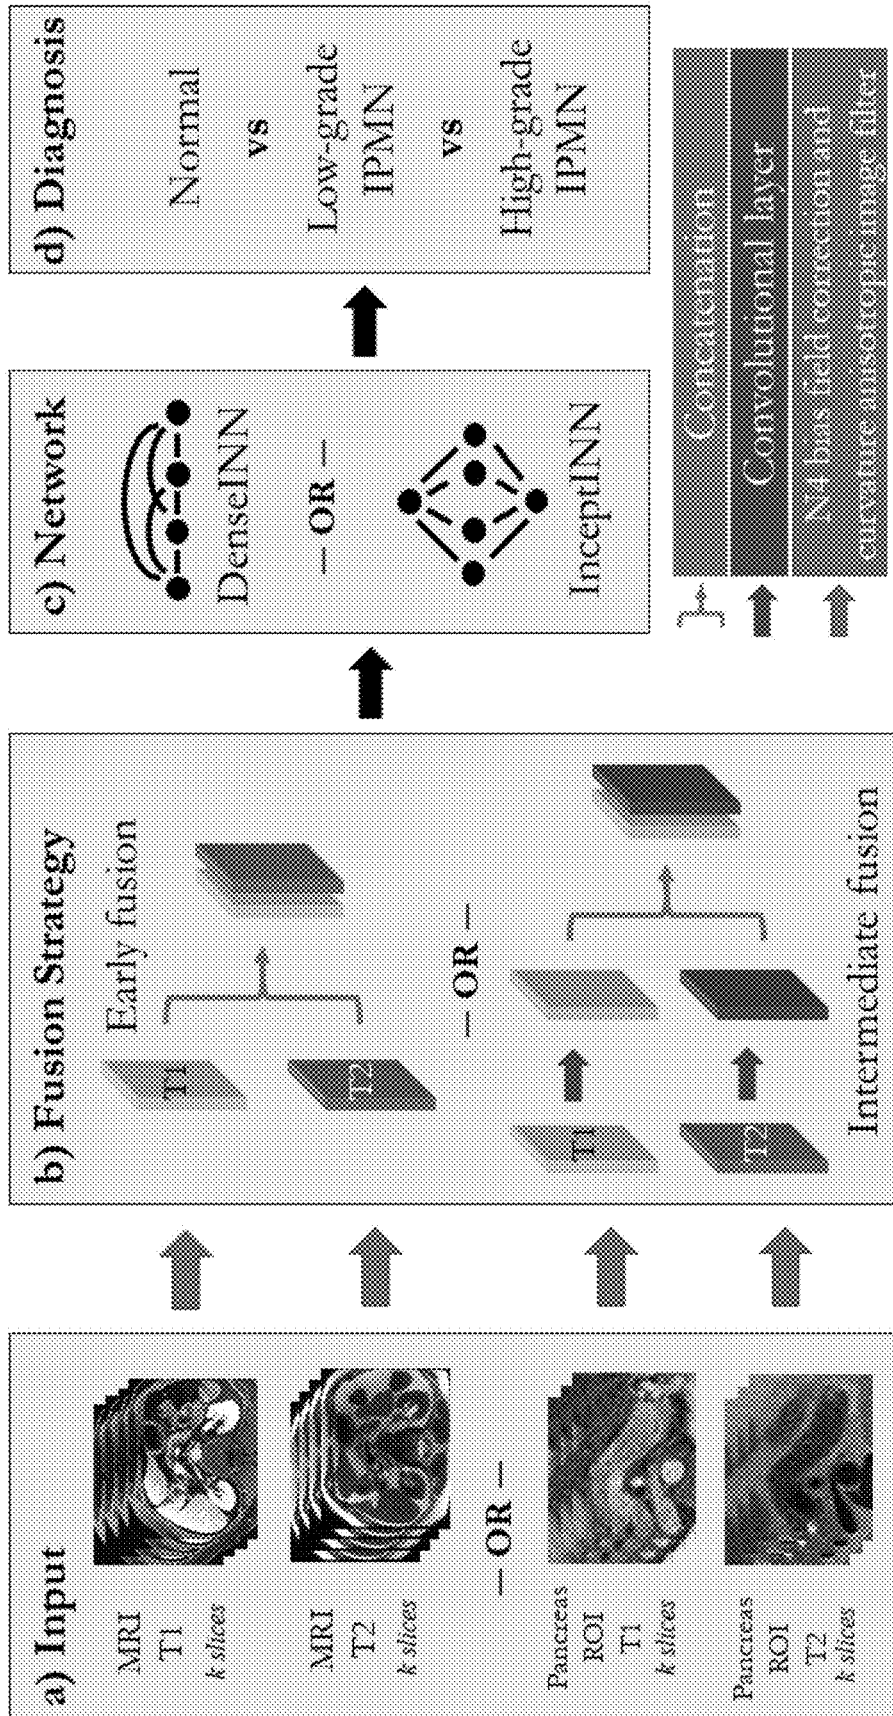 a) Input
MRI
T1
k slices
MRI
T2
k slices
— OR —
Pancreas
ROI
T1
k slices
Pancreas
ROI
T2
k slices
b) Fusion Strategy
Early fusion
T1
T2
— OR —
T1
T2
Intermediate fusion
c) Network
DenseINN
— OR —
InceptINN
d) Diagnosis
Normal
vs
Low-grade
IPMN
vs
High-grade
IPMN
Concatenation
Convolutional layer
N4 bias field correction and
curvature anisotropic image filter